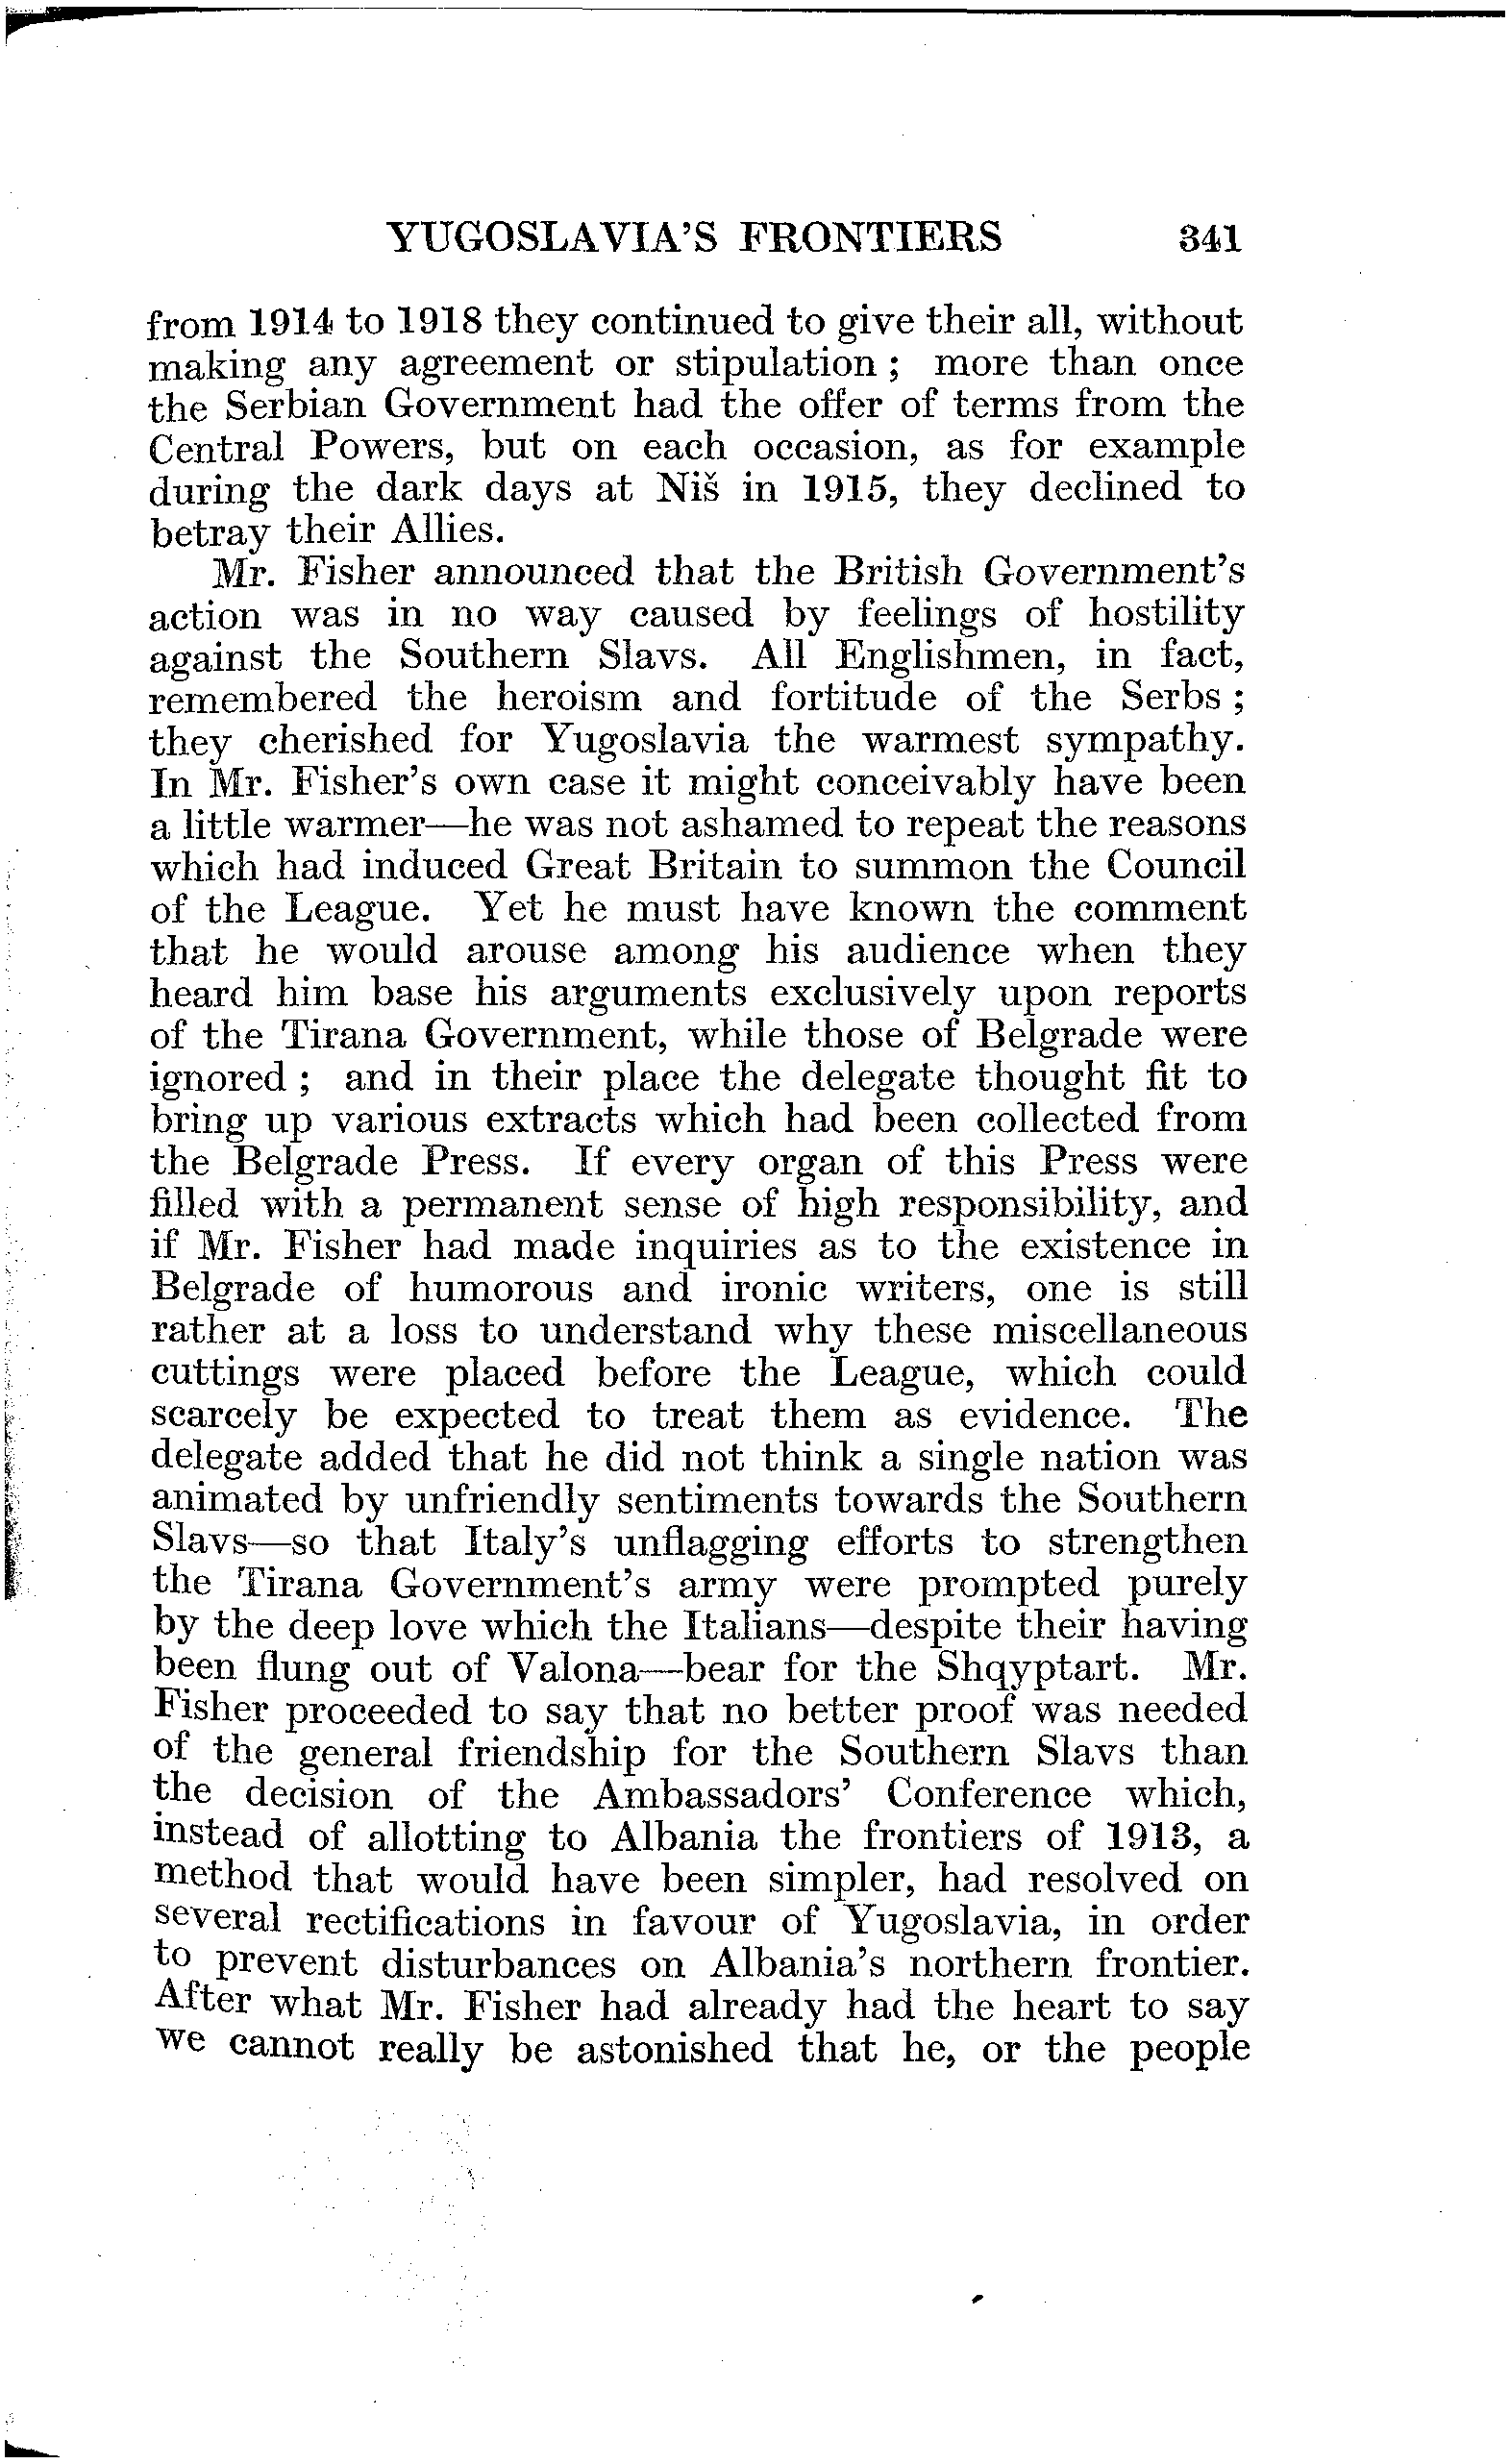 YUGOSLAVIA'S FRONTIERS 341
from 1914 to 1918 they continued to give their all, without
making any agreement or stipulation ; more than once
the Serbian Government had the offer of terms from the
Central Powers, but on each occasion, as for example
during the dark days at Niš in 1915, they declined to
betray their Allies.
Mr. Fisher announced that the British Government's
action was in no way caused by feelings of hostility
against the Southern Slavs. All Englishmen, in fact,
remembered the heroism and fortitude of the Serbs ;
they cherished for Yugoslavia the warmest sympathy.
In Mr. Fisher's own case it might conceivably have been
a little warmer—he was not ashamed to repeat the reasons
which had induced Great Britain to summon the Council
of the League. Yet he must have known the comment
that he would arouse among his audience when they
heard him base his arguments exclusively upon reports
of the Tirana Government, while those of Belgrade were
ignored ; and in their place the delegate thought fit to
bring up various extracts which had been collected from
the Belgrade Press. If every organ of this Press were
filled with a permanent sense of high responsibility, and
if Mr. Fisher had made inquiries as to the existence in
Belgrade of humorous and ironic writers, one is still
rather at a loss to understand why these miscellaneous
cuttings were placed before the League, which could
scarcely be expected to treat them as evidence. The
delegate added that he did not think a single nation was
animated by unfriendly sentiments towards the Southern
Slavs—so that Italy's unflagging efforts to strengthen
the Tirana Government's army were prompted purely
by the deep love which the Italians—despite their having
been flung out of Valona—bear for the Shqyptart. Mr.
Fisher proceeded to say that no better proof was needed
of the general friendship for the Southern Slavs than
the decision of the Ambassadors' Conference which,
instead of allotting to Albania the frontiers of 1913, a
method that would have been simpler, had resolved on
several rectifications in favour of Yugoslavia, in order
to prevent disturbances on Albania's northern frontier.
After what Mr. Fisher had already had the heart to say
we cannot really be astonished that he, or the people